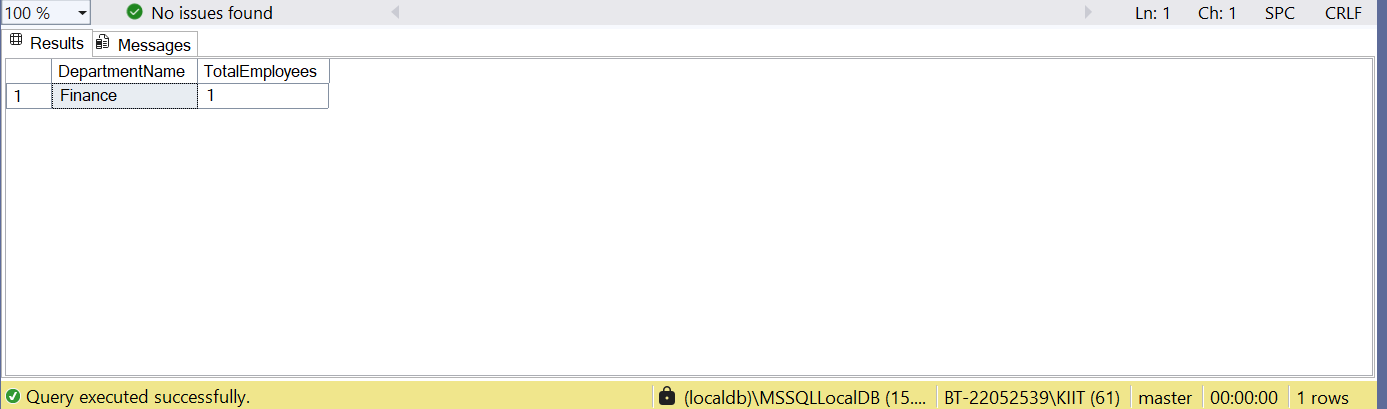 100 % No issues found Ln: 1 Ch: 1 SPC CRLF
Results Messages
DepartmentName TotalEmployees
1 Finance 1
Query executed successfully. (localdb)\MSSQLLocalDB (15.... BT-22052539\KIIT (61) master 00:00:00 1 rows